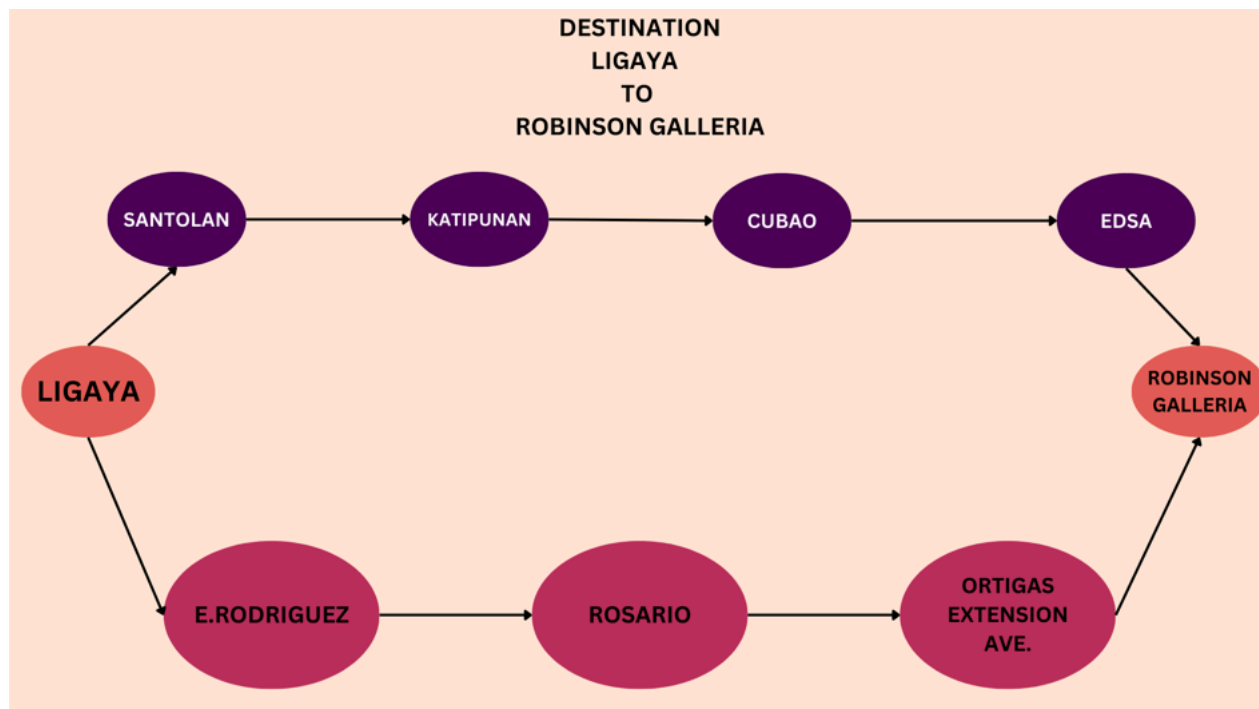 DESTINATION
LIGAYA
TO
ROBINSON GALLERIA
SANTOLAN
KATIPUNAN
CUBAO
EDSA
LIGAYA
ROBINSON
GALLERIA
E.RODRIGUEZ
ROSARIO
ORTIGAS
EXTENSION
AVE.